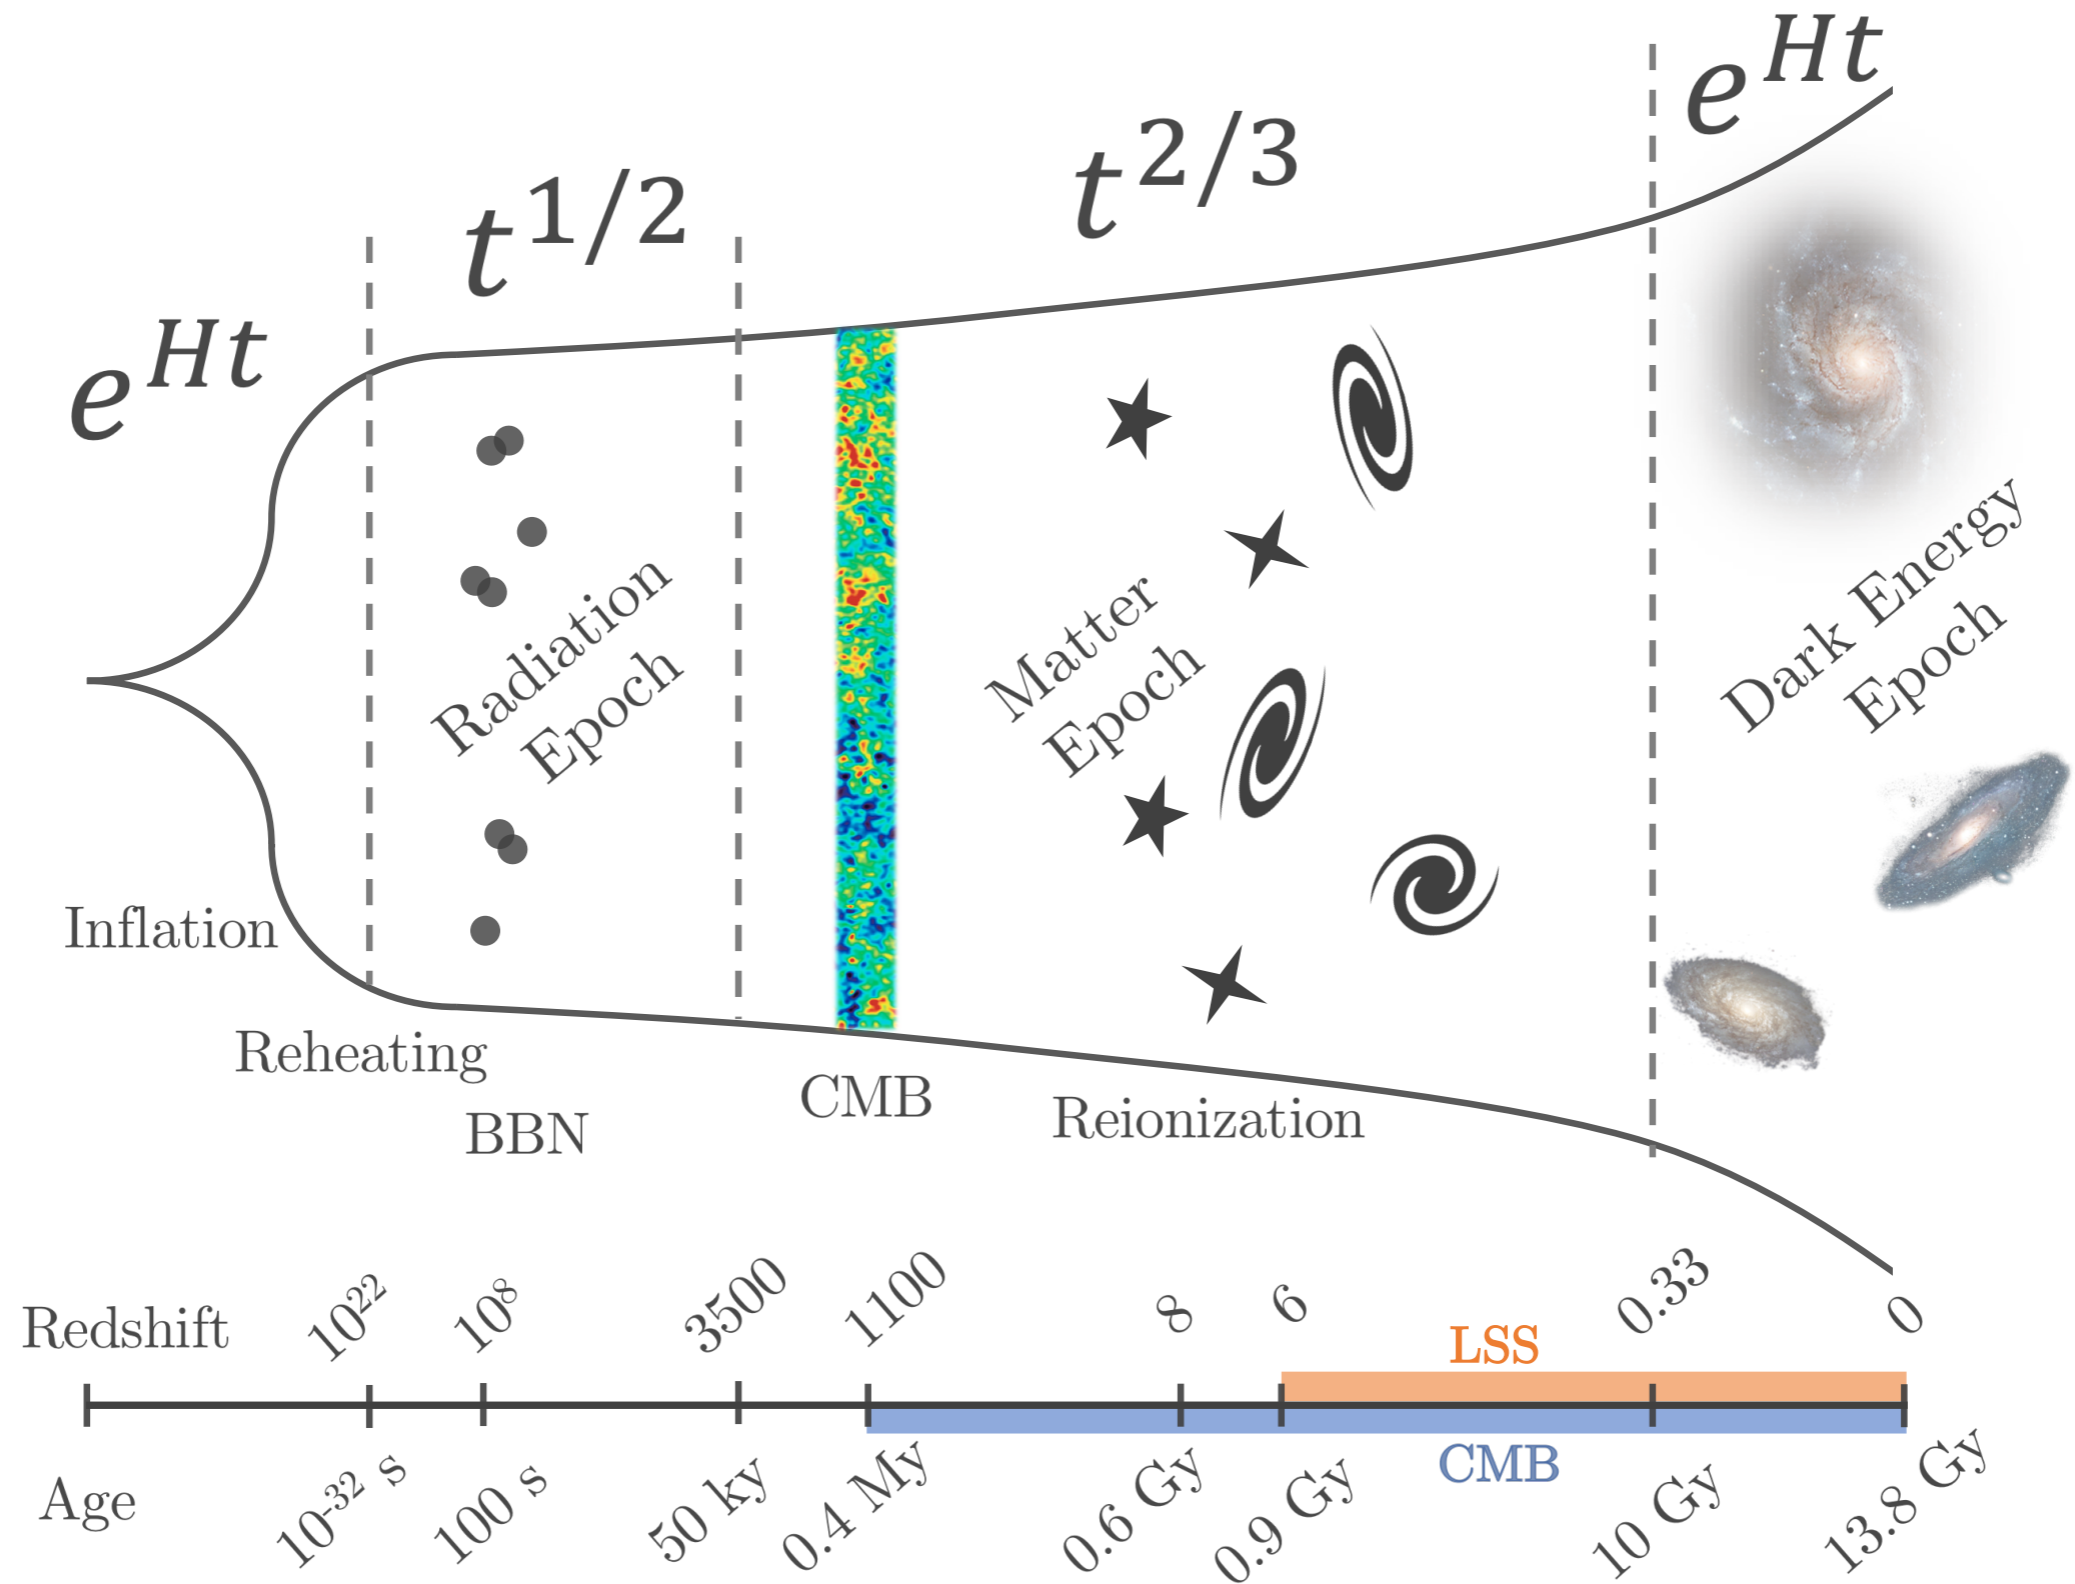 e^{Ht}
t^{1/2}
t^{2/3}
e^{Ht}
Radiation
Epoch
Matter
Epoch
Dark Energy
Epoch
Inflation
Reheating
BBN
CMB
Reionization
Redshift 10^{22} 10^{8} 3500 1100 8 6 0.33 0
LSS
CMB
Age 10^{-32} s 100 s 50 ky 0.4 My 0.6 Gy 0.9 Gy 10 Gy 13.8 Gy